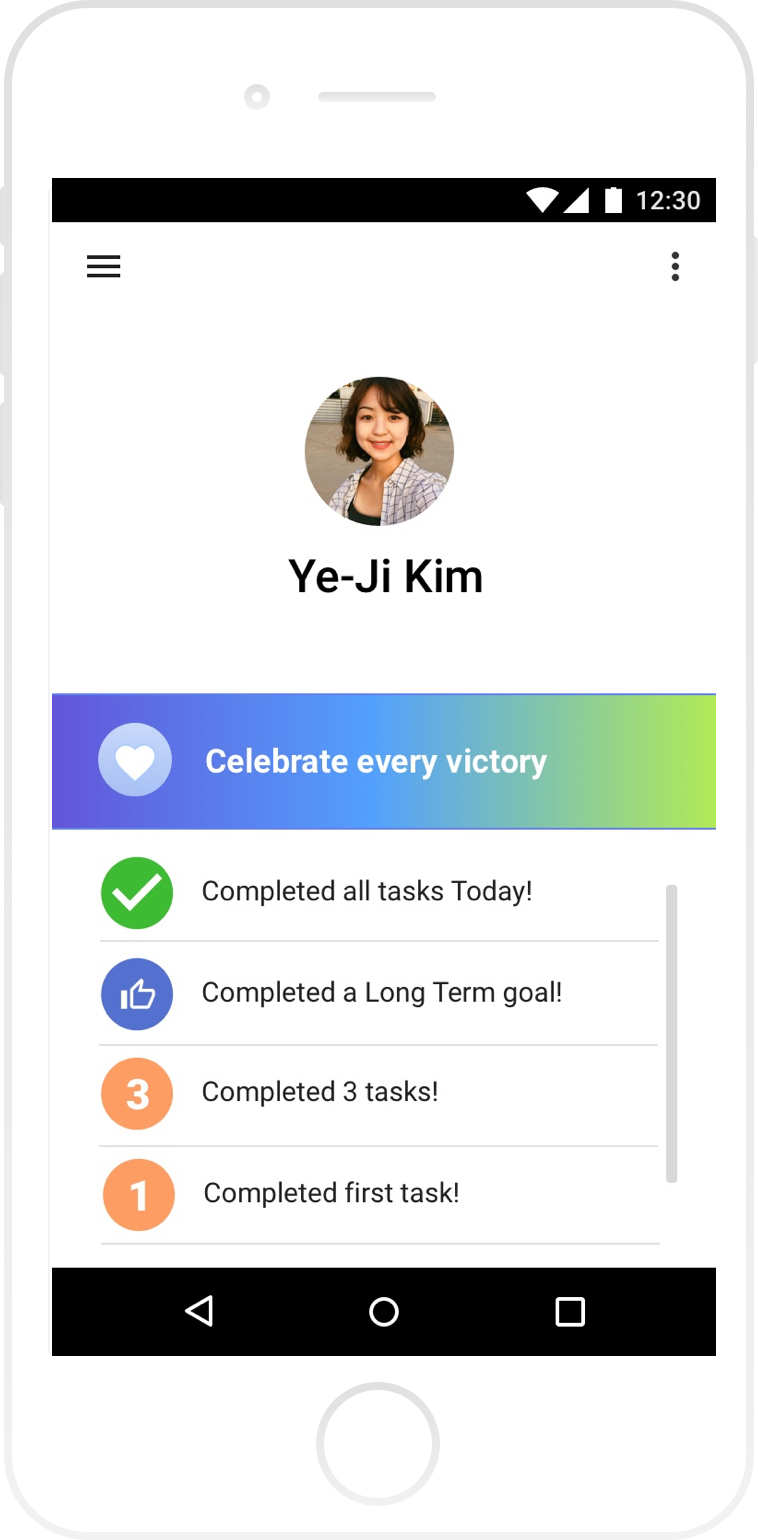 12:30
Ye-Ji Kim
Celebrate every victory
Completed all tasks Today!
Completed a Long Term goal!
3 Completed 3 tasks!
1 Completed first task!